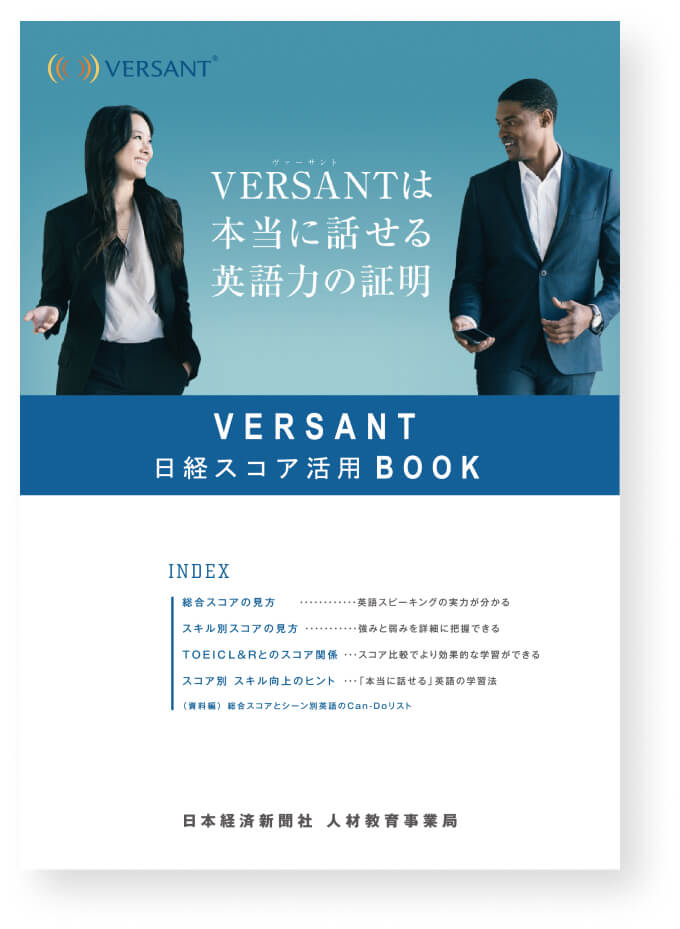 VERSANT®
ヴァーサント
VERSANTは
本当に話せる
英語力の証明
VERSANT
日経スコア活用 BOOK
INDEX
総合スコアの見方 ････････････英語スピーキングの実力が分かる
スキル別スコアの見方 ･･･････････強みと弱みを詳細に把握できる
TOEICL&Rとのスコア関係 ･･･スコア比較でより効果的な学習ができる
スコア別 スキル向上のヒント ･･･「本当に話せる」英語の学習法
（資料編）総合スコアとシーン別英語のCan-Doリスト
日本経済新聞社 人材教育事業局